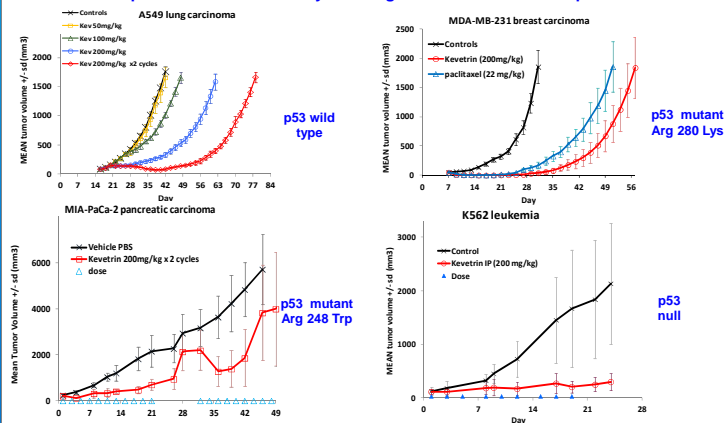 A549 lung carcinoma
Controls
Kev 50mg/kg
Kev 100mg/kg
Kev 200mg/kg
Kev 200mg/kg x2 cycles
MEAN tumor volume +/- sd (mm3)
2000
1500
1000
500
0
0 7 14 21 28 35 42 49 56 63 70 77 84
Day
p53 wild
type
MDA-MB-231 breast carcinoma
Controls
Kevetrin (200mg/kg)
paclitaxel (22 mg/kg)
MEAN tumor volume +/- sd (mm3)
2500
2000
1500
1000
500
0
0 7 14 21 28 35 42 49 56
Day
p53 mutant
Arg 280 Lys
MIA-PaCa-2 pancreatic carcinoma
Vehicle PBS
Kevetrin 200mg/kg x 2 cycles
dose
Mean Tumor Volume +/- sd (mm3)
6000
4000
2000
0
0 7 14 21 28 35 42 49
Day
p53 mutant
Arg 248 Trp
K562 leukemia
Control
Kevetrin IP (200 mg/kg)
Dose
MEAN tumor volume +/- sd (mm3)
3000
2000
1000
0
1 8 15 22 28
Day
p53
null